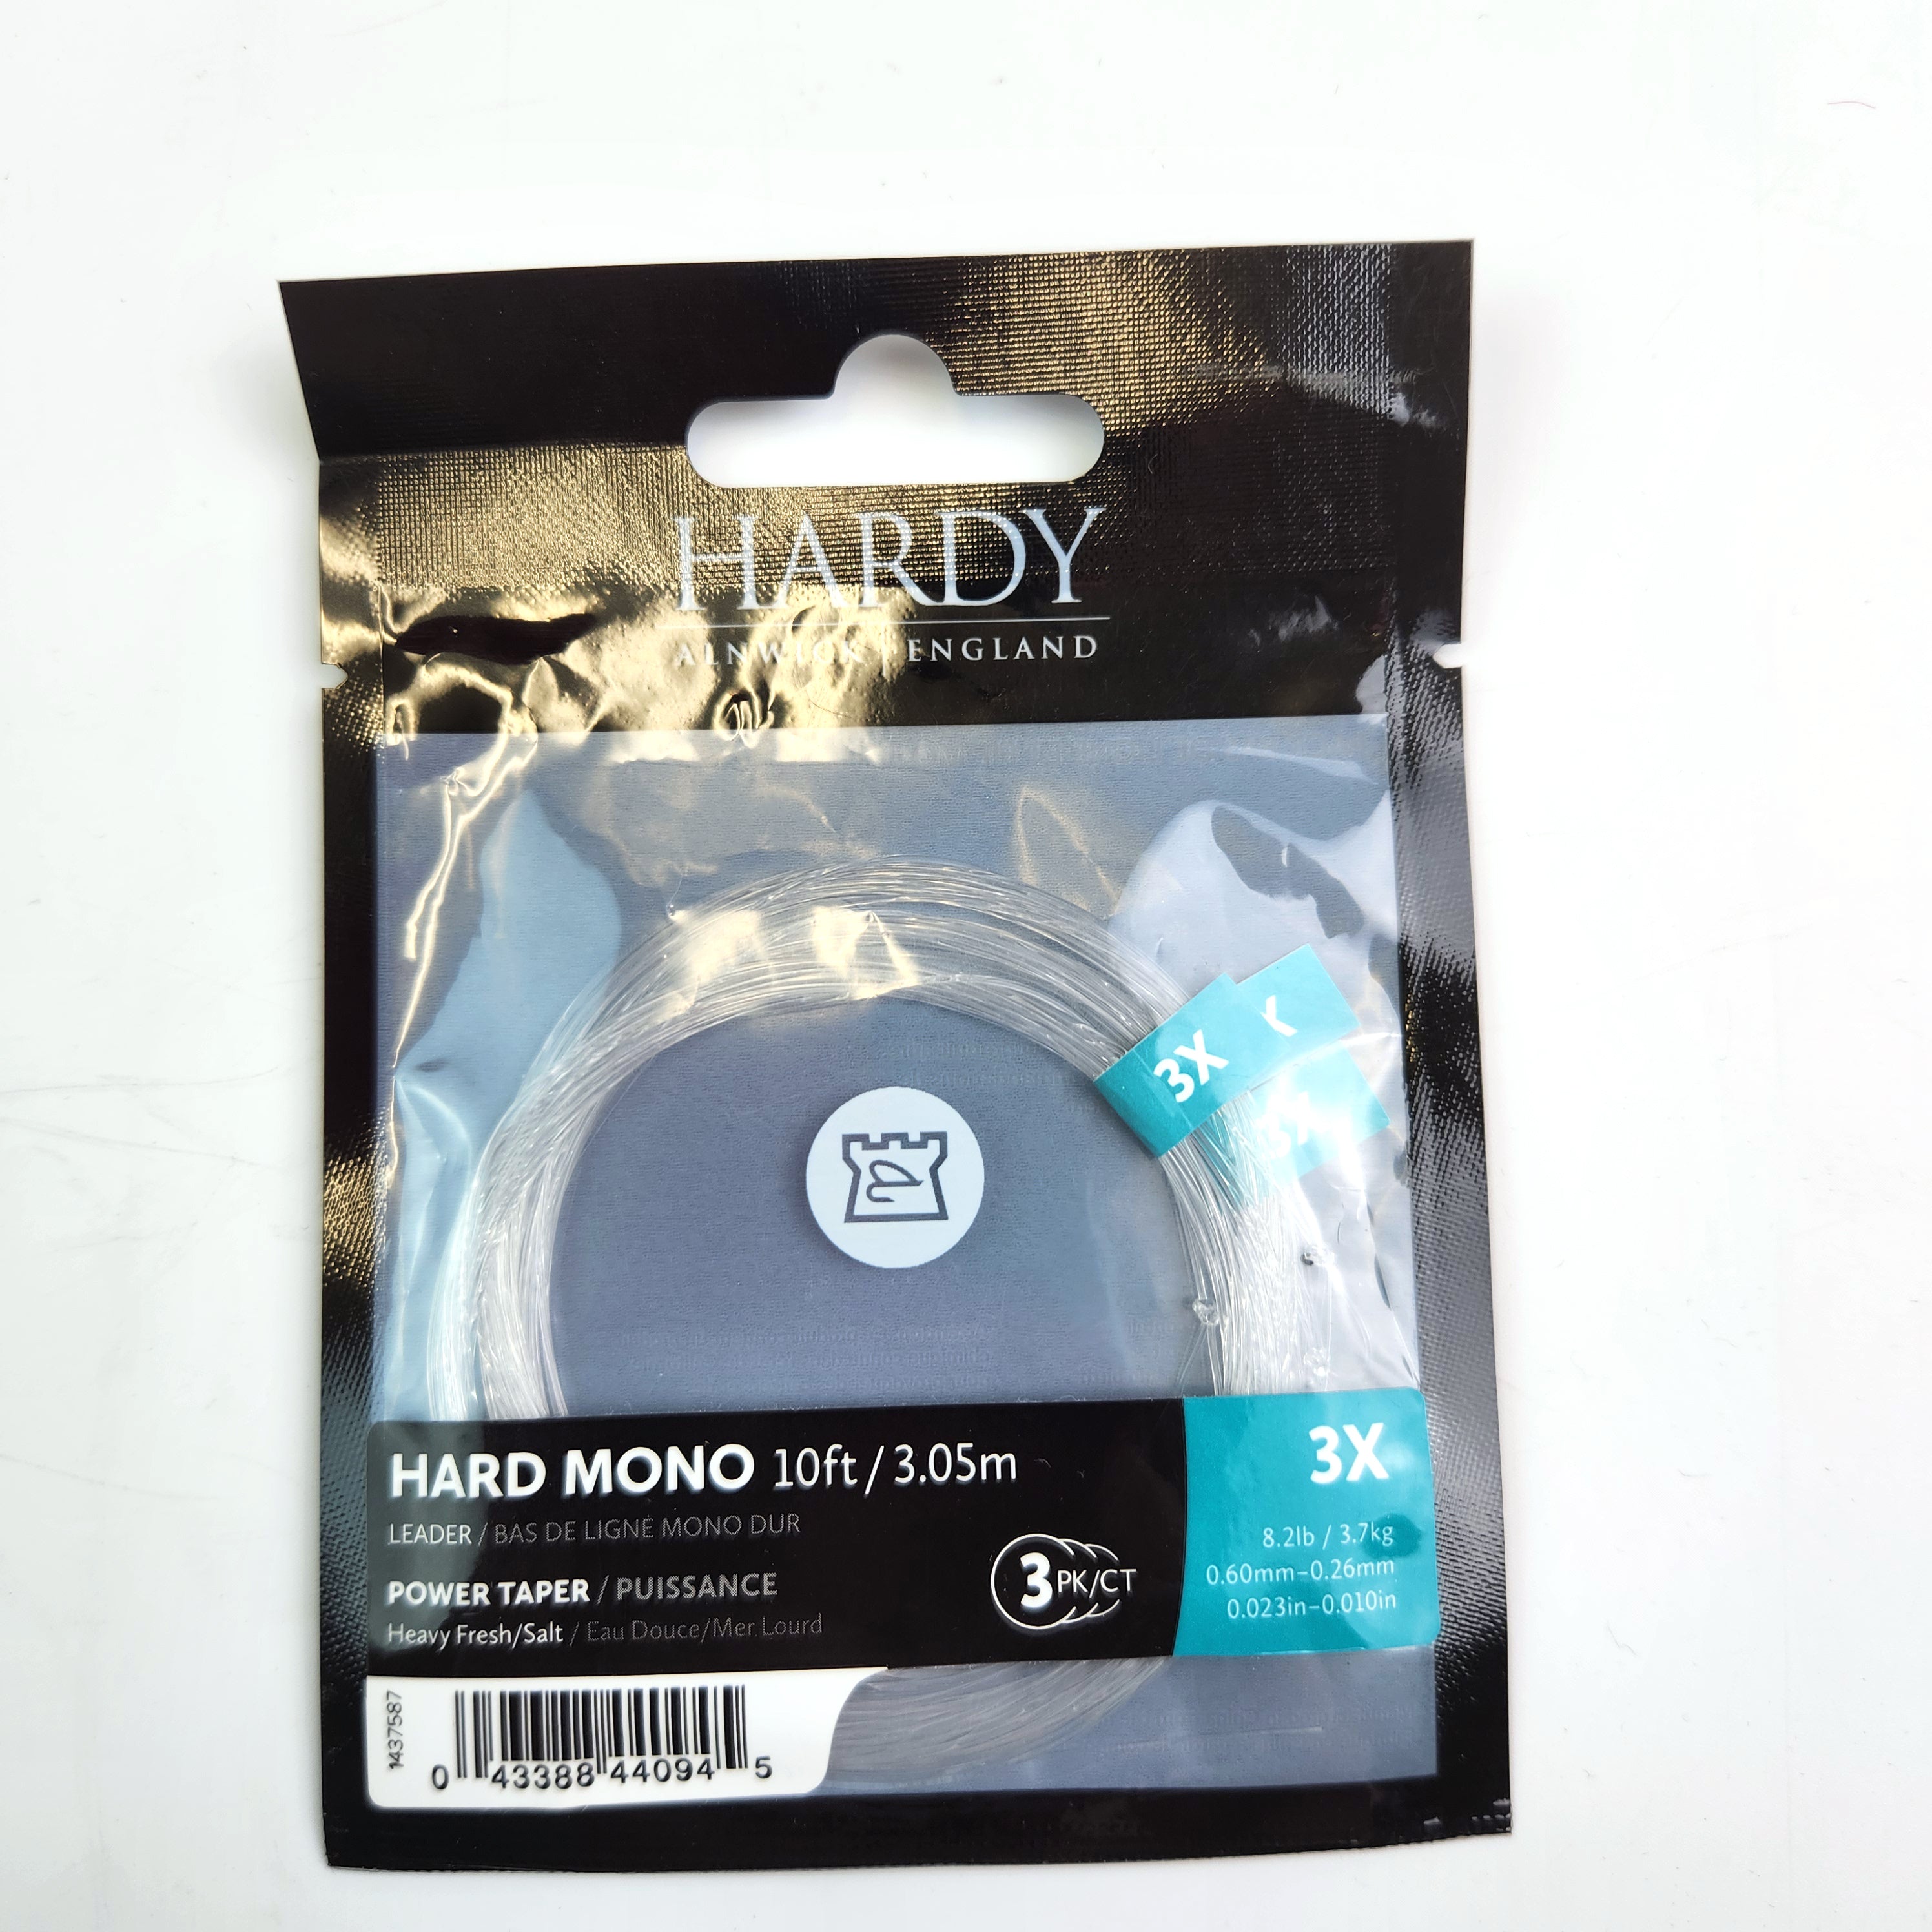 HARDY
ALNWICK ENGLAND
3X
3X
HARD MONO 10ft / 3.05m
LEADER / BAS DE LIGNE MONO DUR
POWER TAPER / PUISSANCE
Heavy Fresh/Salt / Eau Douce/Mer Lourd
3 PK/CT
3X
8.2lb / 3.7kg
0.60mm–0.26mm
0.023in–0.010in
1437587
0 43388 44094 5